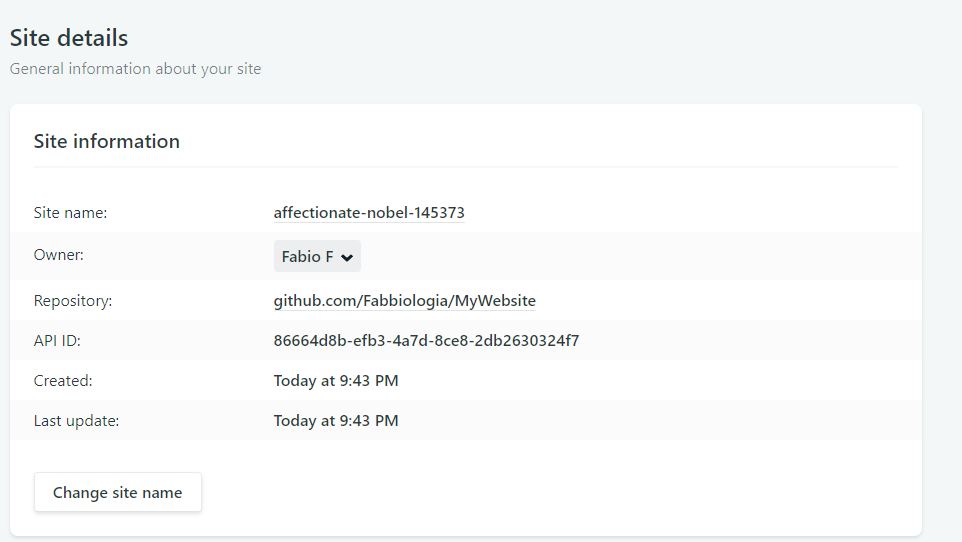 Site details
General information about your site
Site information
Site name: affectionate-nobel-145373
Owner: Fabio F
Repository: github.com/Fabbiologia/MyWebsite
API ID: 86664d8b-efb3-4a7d-8ce8-2db2630324f7
Created: Today at 9:43 PM
Last update: Today at 9:43 PM
Change site name